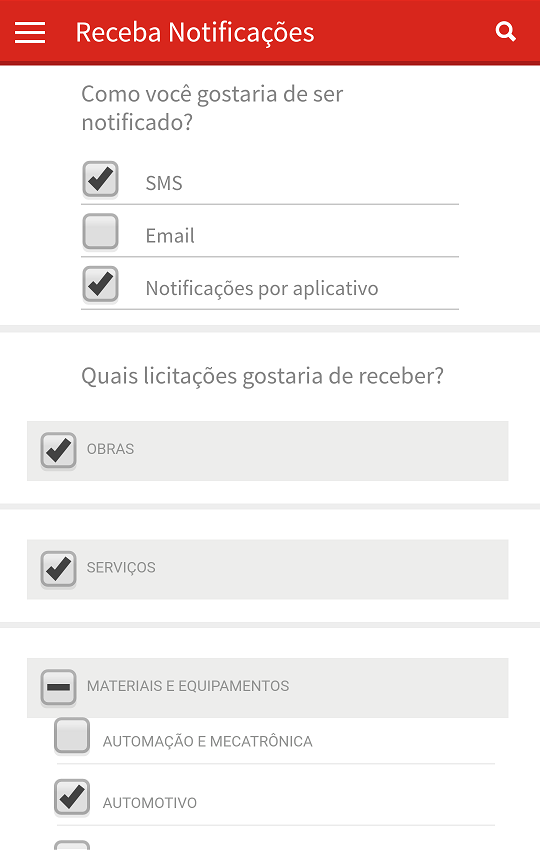 Receba Notificações
Como você gostaria de ser
notificado?
SMS
Email
Notificações por aplicativo
Quais licitações gostaria de receber?
OBRAS
SERVIÇOS
MATERIAIS E EQUIPAMENTOS
AUTOMAÇÃO E MECATRÔNICA
AUTOMOTIVO